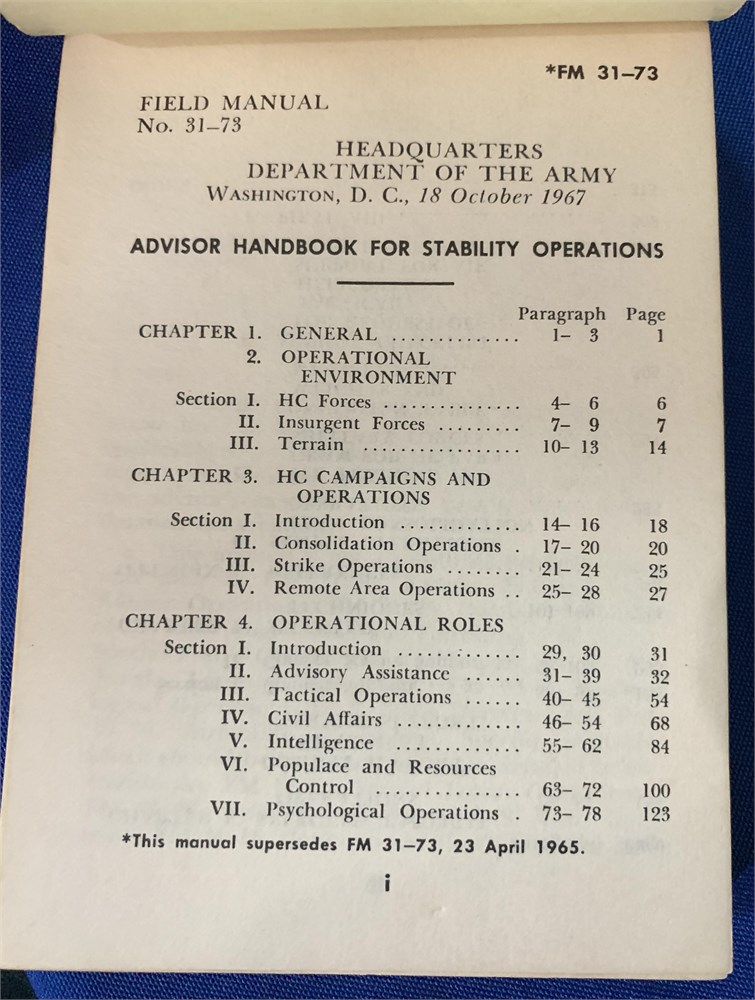 *FM 31–73
FIELD MANUAL
No. 31–73
HEADQUARTERS
DEPARTMENT OF THE ARMY
WASHINGTON, D. C., 18 October 1967
ADVISOR HANDBOOK FOR STABILITY OPERATIONS
Paragraph Page
CHAPTER 1. GENERAL .............. 1– 3 1
2. OPERATIONAL
ENVIRONMENT
Section I. HC Forces ............... 4– 6 6
II. Insurgent Forces ......... 7– 9 7
III. Terrain ................. 10– 13 14
CHAPTER 3. HC CAMPAIGNS AND
OPERATIONS
Section I. Introduction ............. 14– 16 18
II. Consolidation Operations . 17– 20 20
III. Strike Operations ........ 21– 24 25
IV. Remote Area Operations .. 25– 28 27
CHAPTER 4. OPERATIONAL ROLES
Section I. Introduction ............. 29, 30 31
II. Advisory Assistance ...... 31– 39 32
III. Tactical Operations ...... 40– 45 54
IV. Civil Affairs ............. 46– 54 68
V. Intelligence ............. 55– 62 84
VI. Populace and Resources
Control ................ 63– 72 100
VII. Psychological Operations . 73– 78 123
*This manual supersedes FM 31–73, 23 April 1965.
i